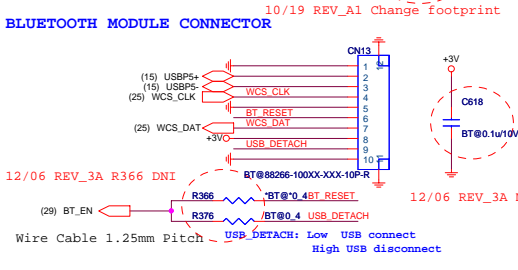 10/19 REV_A1 Change footprint
BLUETOOTH MODULE CONNECTOR
CN13
+3V
1
(15) USBP5+ 2
(15) USBP5- 3
(25) WCS_CLK WCS_CLK 4
5
BT_RESET 6
(25) WCS_DAT WCS_DAT 7
+3V 8
USB_DETACH 9
10
C618
BT@0.1u/10V
BT@88266-100XX-XXX-10P-R
12/06 REV_3A R366 DNI
12/06 REV_3A
R366 *BT@*0_4 BT_RESET
(29) BT_EN
R376 BT@0_4 USB_DETACH
Wire Cable 1.25mm Pitch
USB_DETACH: Low USB connect
High USB disconnect